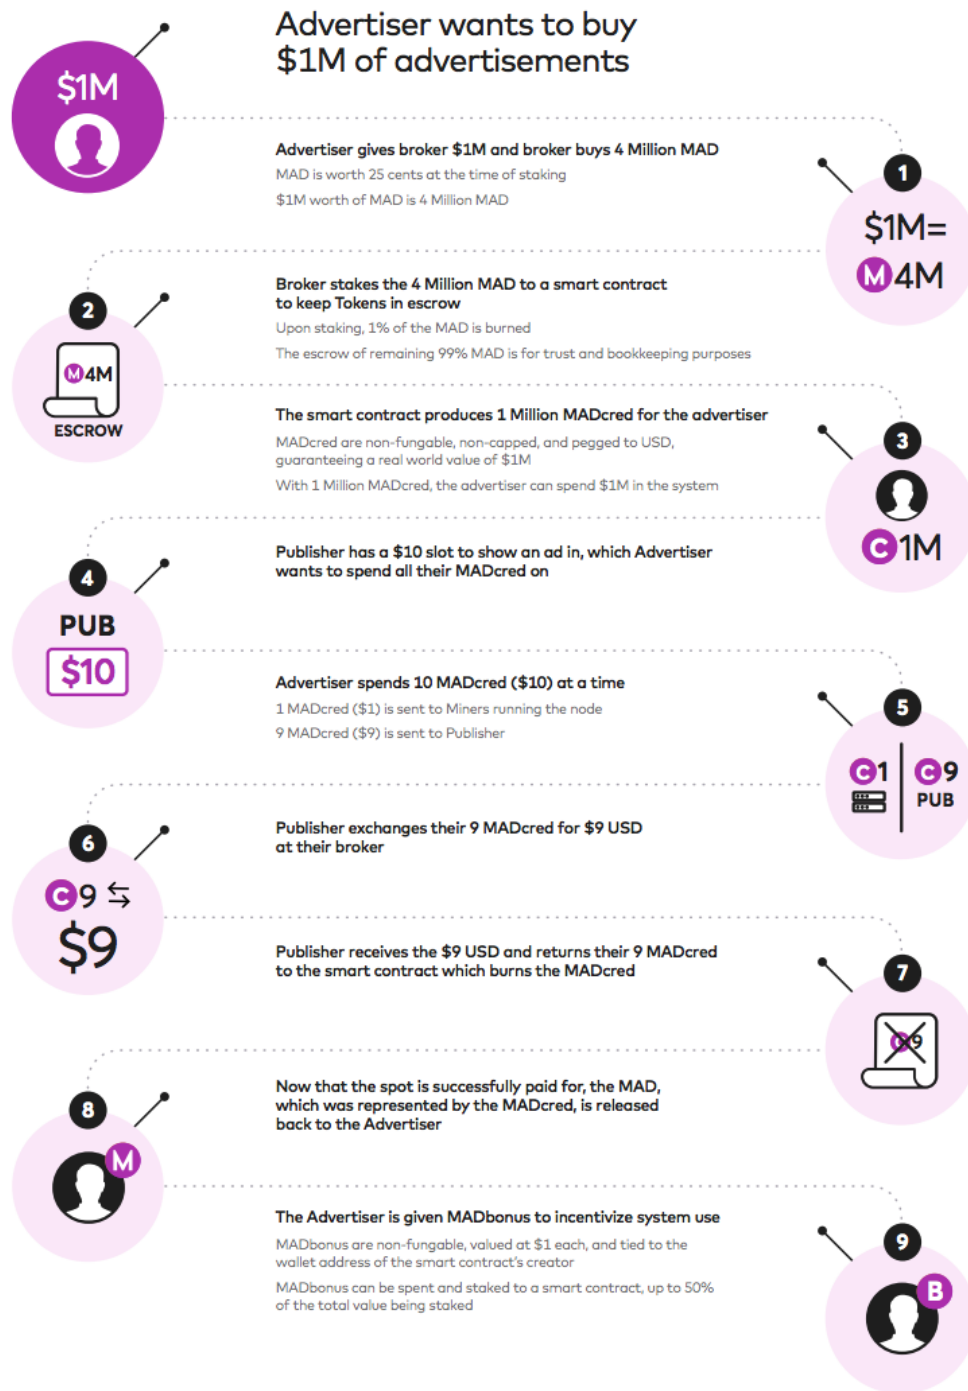 Advertiser wants to buy
$1M of advertisements
$1M
Advertiser gives broker $1M and broker buys 4 Million MAD
MAD is worth 25 cents at the time of staking
$1M worth of MAD is 4 Million MAD
1
$1M=
M 4M
Broker stakes the 4 Million MAD to a smart contract
to keep Tokens in escrow
Upon staking, 1% of the MAD is burned
The escrow of remaining 99% MAD is for trust and bookkeeping purposes
2
M 4M
ESCROW
The smart contract produces 1 Million MADcred for the advertiser
MADcred are non-fungable, non-capped, and pegged to USD,
guaranteeing a real world value of $1M
With 1 Million MADcred, the advertiser can spend $1M in the system
3
C 1M
Publisher has a $10 slot to show an ad in, which Advertiser
wants to spend all their MADcred on
4
PUB
$10
Advertiser spends 10 MADcred ($10) at a time
1 MADcred ($1) is sent to Miners running the node
9 MADcred ($9) is sent to Publisher
5
C 1
C 9
PUB
Publisher exchanges their 9 MADcred for $9 USD
at their broker
6
C 9
$9
Publisher receives the $9 USD and returns their 9 MADcred
to the smart contract which burns the MADcred
7
C 9
Now that the spot is successfully paid for, the MAD,
which was represented by the MADcred, is released
back to the Advertiser
8
M
The Advertiser is given MADbonus to incentivize system use
MADbonus are non-fungable, valued at $1 each, and tied to the
wallet address of the smart contract's creator
MADbonus can be spent and staked to a smart contract, up to 50%
of the total value being staked
9
B